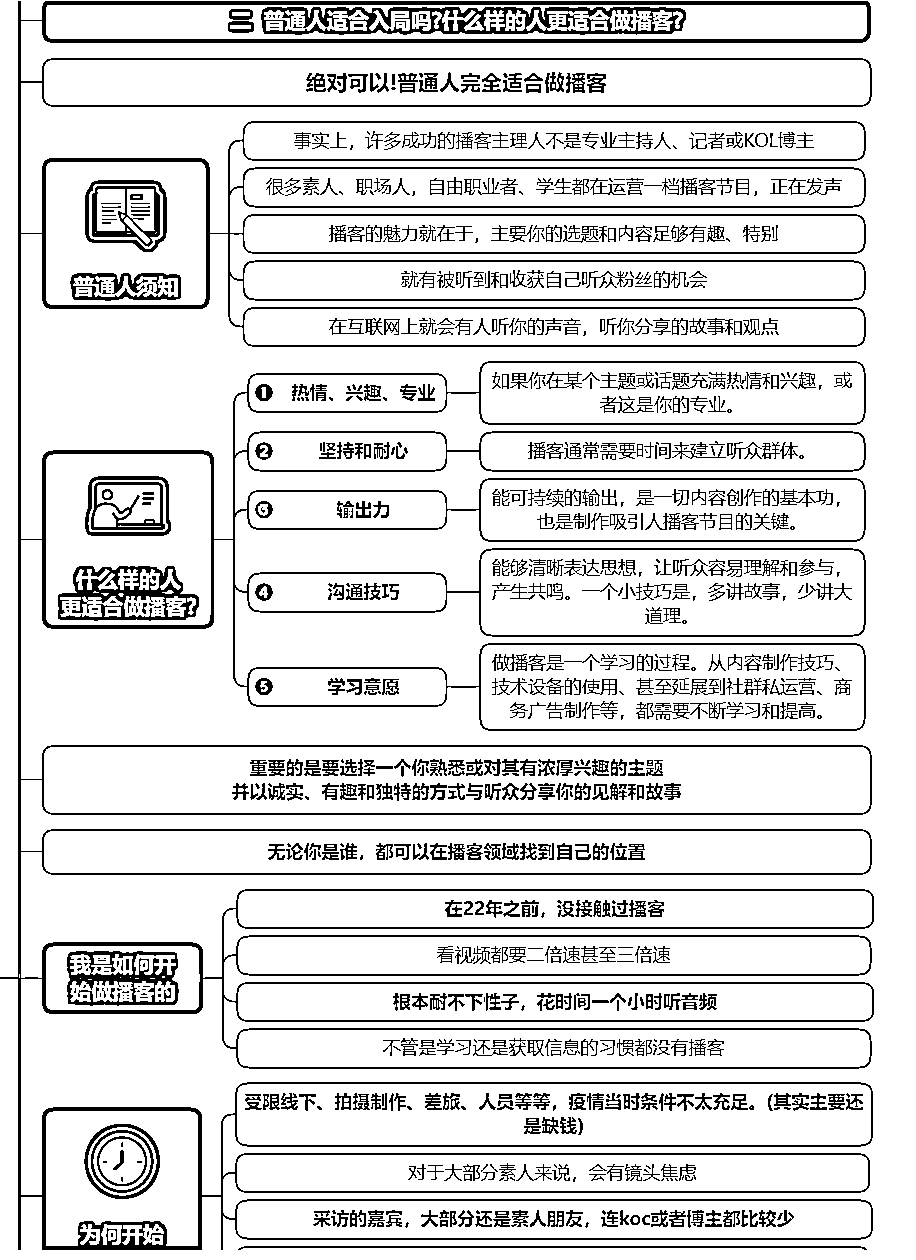 二 普通人适合入局吗?什么样的人更适合做播客?
绝对可以!普通人完全适合做播客
普通人须知
事实上，许多成功的播客主理人不是专业主持人、记者或KOL博主
很多素人、职场人，自由职业者、学生都在运营一档播客节目，正在发声
播客的魅力就在于，主要你的选题和内容足够有趣、特别
就有被听到和收获自己听众粉丝的机会
在互联网上就会有人听你的声音，听你分享的故事和观点
什么样的人
更适合做播客?
❶ 热情、兴趣、专业
如果你在某个主题或话题充满热情和兴趣，或
者这是你的专业。
❷ 坚持和耐心
播客通常需要时间来建立听众群体。
❸ 输出力
能可持续的输出，是一切内容创作的基本功，
也是制作吸引人播客节目的关键。
❹ 沟通技巧
能够清晰表达思想，让听众容易理解和参与，
产生共鸣。一个小技巧是，多讲故事，少讲大
道理。
❺ 学习意愿
做播客是一个学习的过程。从内容制作技巧、
技术设备的使用、甚至延展到社群私运营、商
务广告制作等，都需要不断学习和提高。
重要的是要选择一个你熟悉或对其有浓厚兴趣的主题
并以诚实、有趣和独特的方式与听众分享你的见解和故事
无论你是谁，都可以在播客领域找到自己的位置
我是如何开
始做播客的
在22年之前，没接触过播客
看视频都要二倍速甚至三倍速
根本耐不下性子，花时间一个小时听音频
不管是学习还是获取信息的习惯都没有播客
为何开始
受限线下、拍摄制作、差旅、人员等等，疫情当时条件不太充足。(其实主要还
是缺钱)
对于大部分素人来说，会有镜头焦虑
采访的嘉宾，大部分还是素人朋友，连koc或者博主都比较少